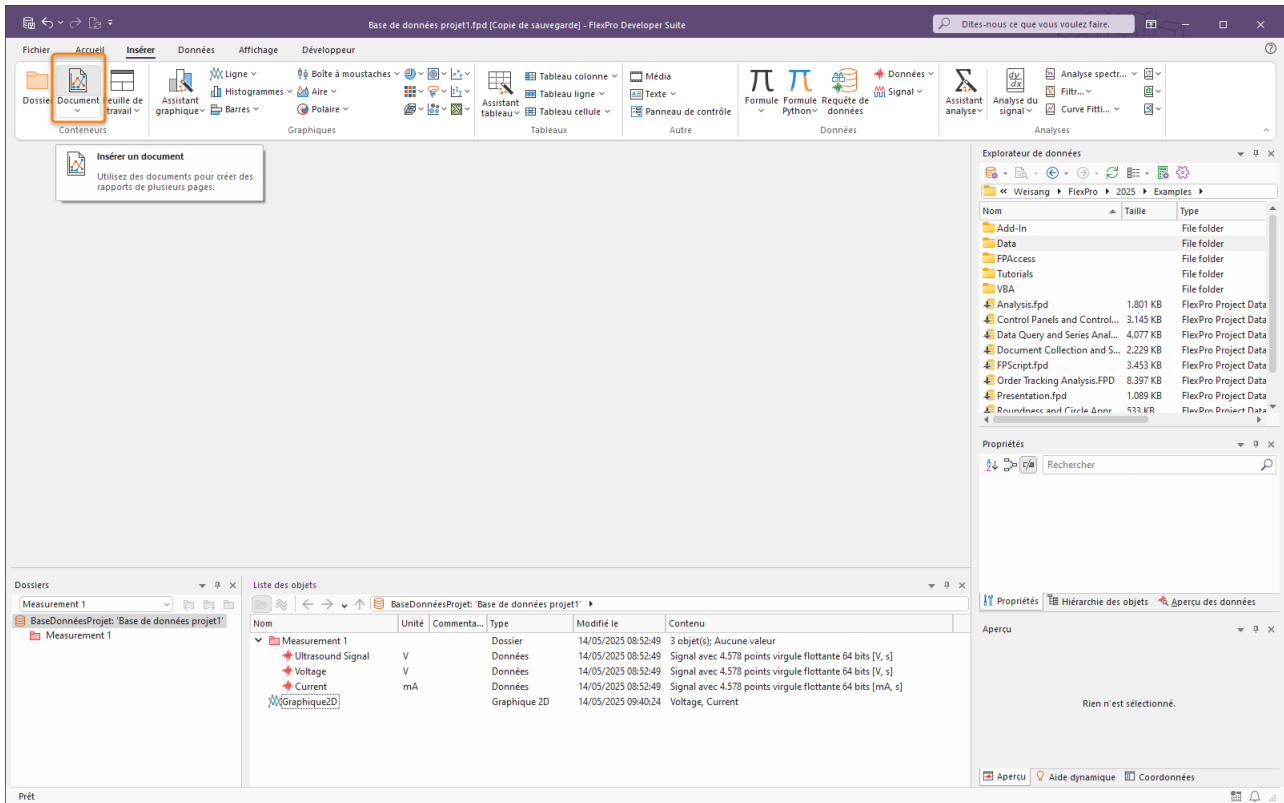 Base de données projet1.fpd [Copie de sauvegarde] - FlexPro Developer Suite
Dites-nous ce que vous voulez faire.
Fichier Accueil Insérer Données Affichage Développeur
Dossier
Document
Feuille de travail
Conteneurs
Assistant graphique
Ligne
Histogrammes
Barres
Boîte à moustaches
Aire
Polaire
Graphiques
Assistant tableau
Tableau colonne
Tableau ligne
Tableau cellule
Tableaux
Média
Texte
Panneau de contrôle
Autre
Formule
Formule Python
Requête de données
Données
Signal
Données
Assistant analyse
Analyse du signal
Analyse spectr...
Filtr...
Curve Fitti...
Analyses
Insérer un document
Utilisez des documents pour créer des
rapports de plusieurs pages.
Explorateur de données
« Weisang FlexPro 2025 Examples
Nom Taille Type
Add-In File folder
Data File folder
FPAccess File folder
Tutorials File folder
VBA File folder
Analysis.fpd 1.801 KB FlexPro Project Data
Control Panels and Control... 3.145 KB FlexPro Project Data
Data Query and Series Anal... 4.077 KB FlexPro Project Data
Document Collection and S... 2.229 KB FlexPro Project Data
FPScript.fpd 3.453 KB FlexPro Project Data
Order Tracking Analysis.FPD 8.397 KB FlexPro Project Data
Presentation.fpd 1.089 KB FlexPro Project Data
Roundness and Circle Appr... 533 KB FlexPro Project Data
Propriétés
Rechercher
Propriétés Hiérarchie des objets Aperçu des données
Aperçu
Rien n'est sélectionné.
Aperçu Aide dynamique Coordonnées
Dossiers
Measurement 1
BaseDonnéesProjet: 'Base de données projet1'
Measurement 1
Liste des objets
BaseDonnéesProjet: 'Base de données projet1'
Nom Unité Commenta... Type Modifié le Contenu
Measurement 1 Dossier 14/05/2025 08:52:49 3 objet(s); Aucune valeur
Ultrasound Signal V Données 14/05/2025 08:52:49 Signal avec 4.578 points virgule flottante 64 bits [V, s]
Voltage V Données 14/05/2025 08:52:49 Signal avec 4.578 points virgule flottante 64 bits [V, s]
Current mA Données 14/05/2025 08:52:49 Signal avec 4.578 points virgule flottante 64 bits [mA, s]
Graphique2D Graphique 2D 14/05/2025 09:40:24 Voltage, Current
Prêt